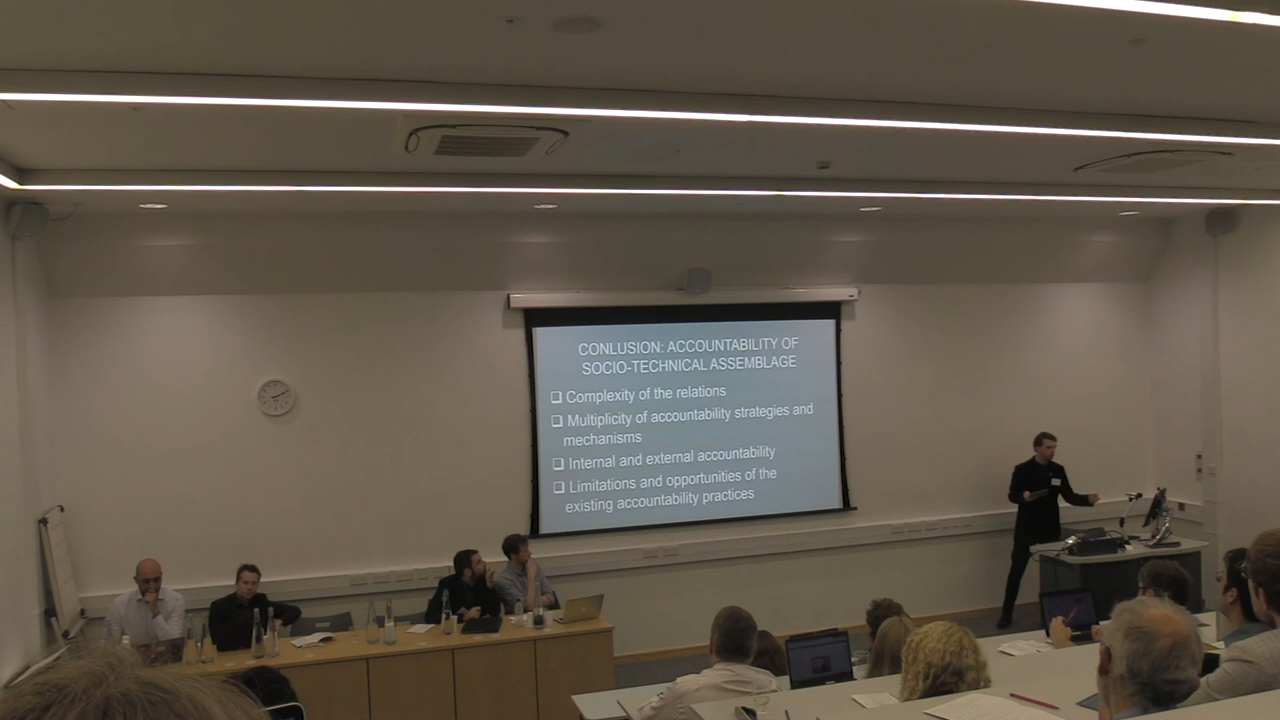 CONLUSION: ACCOUNTABILITY OF
SOCIO-TECHNICAL ASSEMBLAGE
❑ Complexity of the relations
❑ Multiplicity of accountability strategies and
mechanisms
❑ Internal and external accountability
❑ Limitations and opportunities of the
existing accountability practices